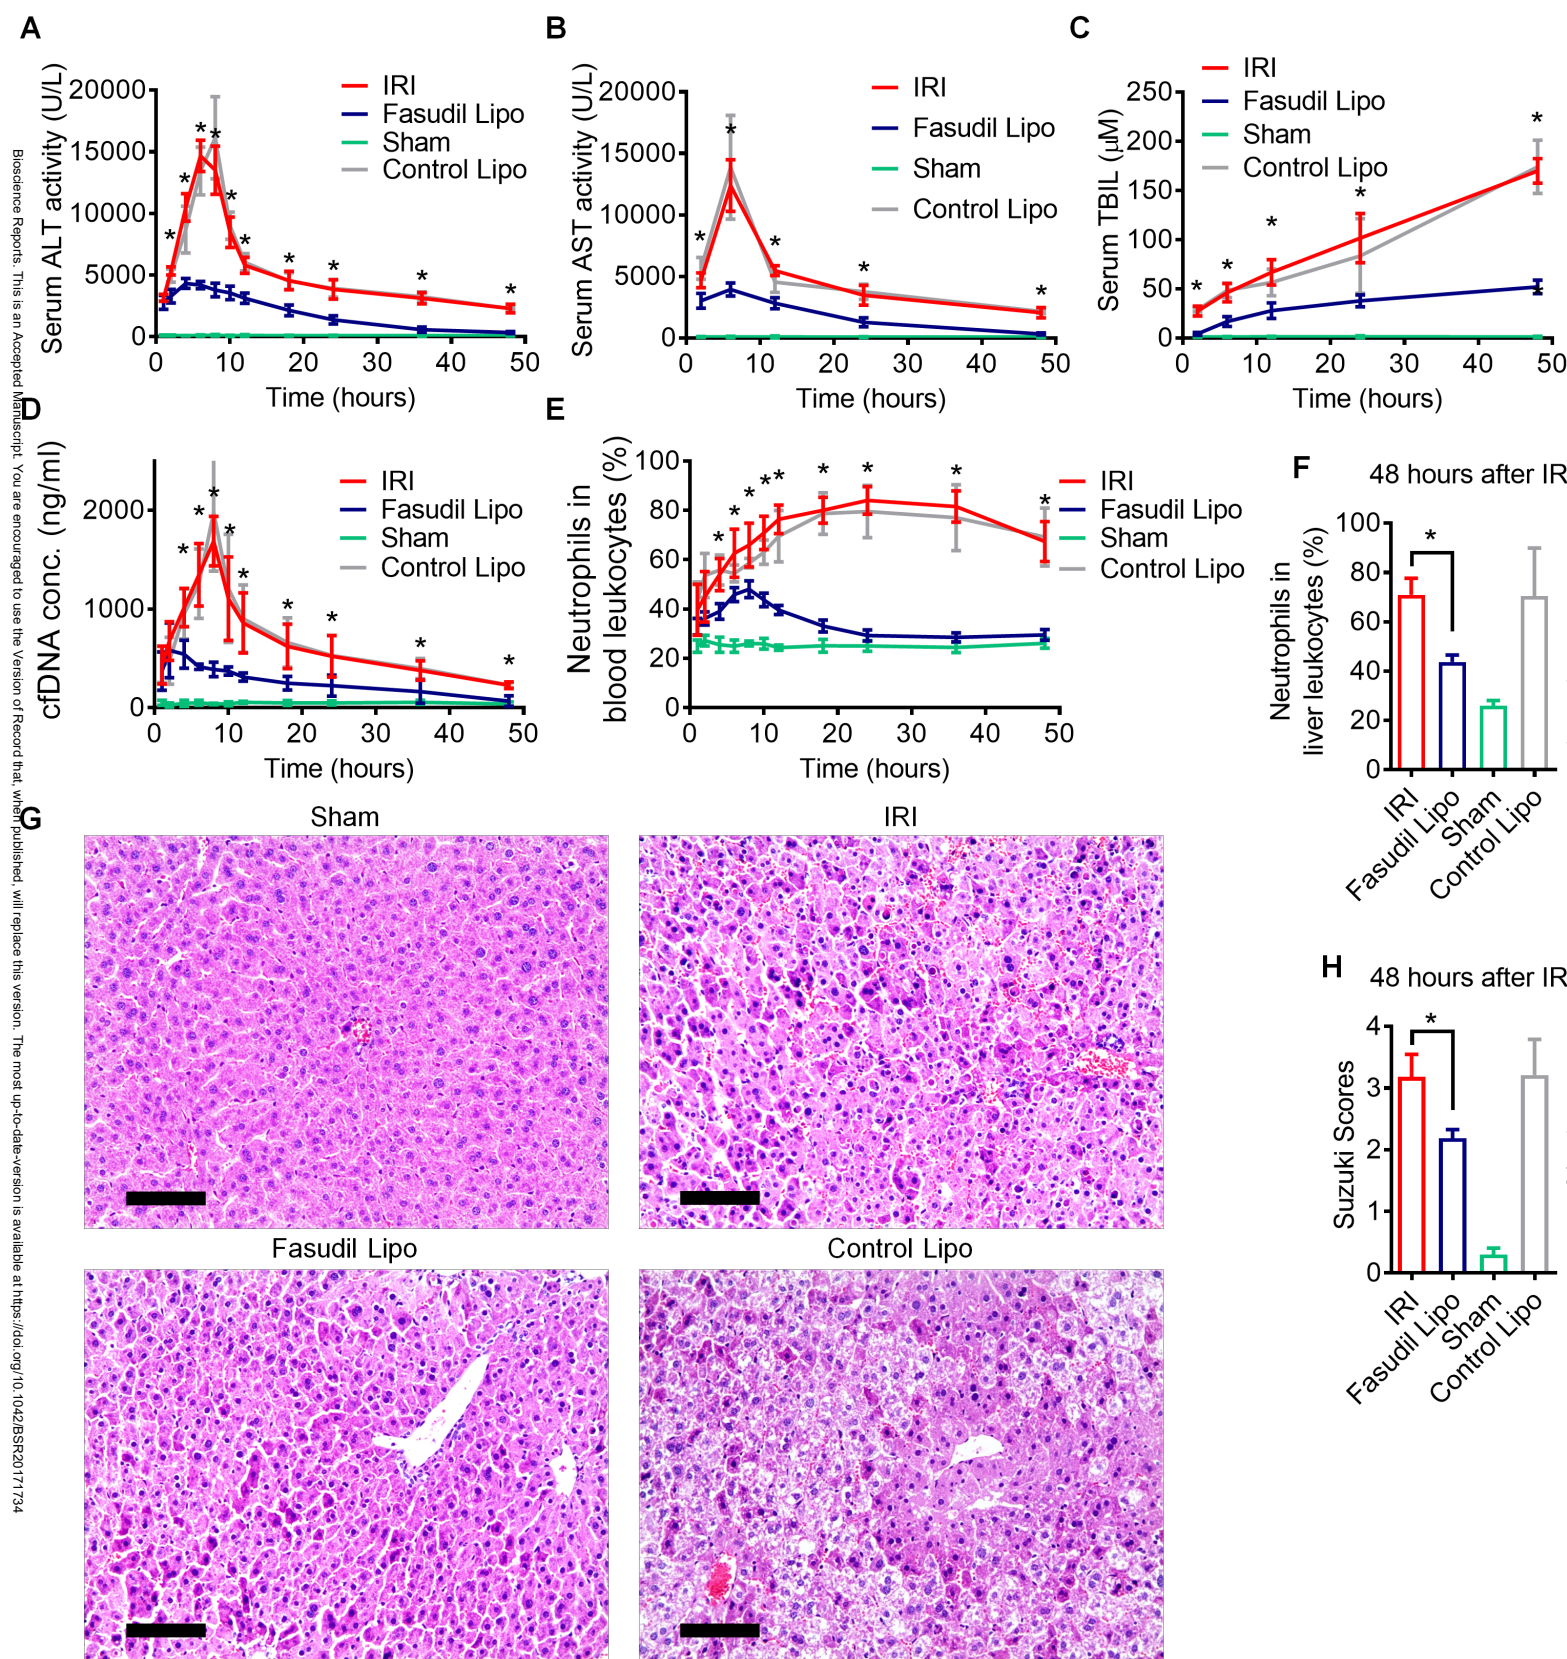 Bioscience Reports. This is an Accepted Manuscript. You are encouraged to use the Version of Record that, when published, will replace this version. The most up-to-date-version is available at https://doi.org/10.1042/BSR20171734
A
Serum ALT activity (U/L)
20000
15000
10000
5000
0
0 10 20 30 40 50
Time (hours)
IRI
Fasudil Lipo
Sham
Control Lipo
* * * * * * * * * *
B
Serum AST activity (U/L)
20000
15000
10000
5000
0
0 10 20 30 40 50
Time (hours)
IRI
Fasudil Lipo
Sham
Control Lipo
* * * * *
C
Serum TBIL (µM)
250
200
150
100
50
0
0 10 20 30 40 50
Time (hours)
IRI
Fasudil Lipo
Sham
Control Lipo
* * * * * *
D
cfDNA conc. (ng/ml)
2000
1000
0
0 10 20 30 40 50
Time (hours)
IRI
Fasudil Lipo
Sham
Control Lipo
* * * * * * * * *
E
Neutrophils in
blood leukocytes (%)
100
80
60
40
20
0
0 10 20 30 40 50
Time (hours)
IRI
Fasudil Lipo
Sham
Control Lipo
* * * * * * * * *
F
48 hours after IR
Neutrophils in
liver leukocytes (%)
100
80
60
40
20
0
*
IRI
Fasudil Lipo
Sham
Control Lipo
G
Sham
IRI
Fasudil Lipo
Control Lipo
H
48 hours after IR
Suzuki Scores
4
3
2
1
0
*
IRI
Fasudil Lipo
Sham
Control Lipo